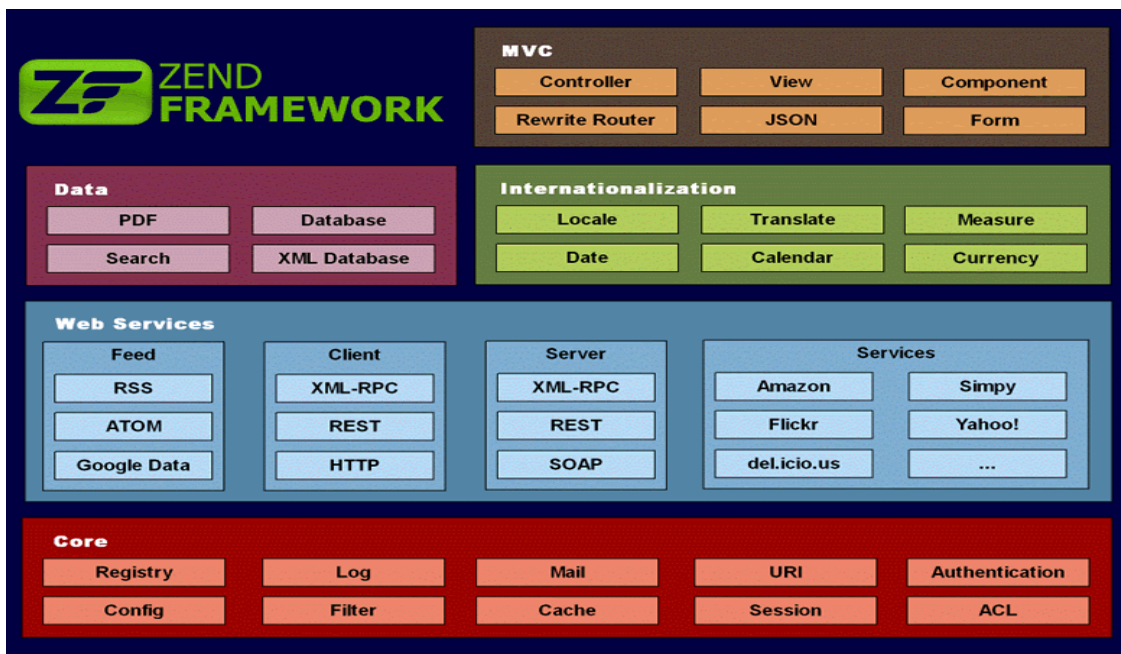 ZF ZEND
FRAMEWORK
MVC
Controller View Component
Rewrite Router JSON Form
Data
PDF Database
Search XML Database
Internationalization
Locale Translate Measure
Date Calendar Currency
Web Services
Feed
RSS
ATOM
Google Data
Client
XML-RPC
REST
HTTP
Server
XML-RPC
REST
SOAP
Services
Amazon Simpy
Flickr Yahoo!
del.icio.us ...
Core
Registry Log Mail URI Authentication
Config Filter Cache Session ACL